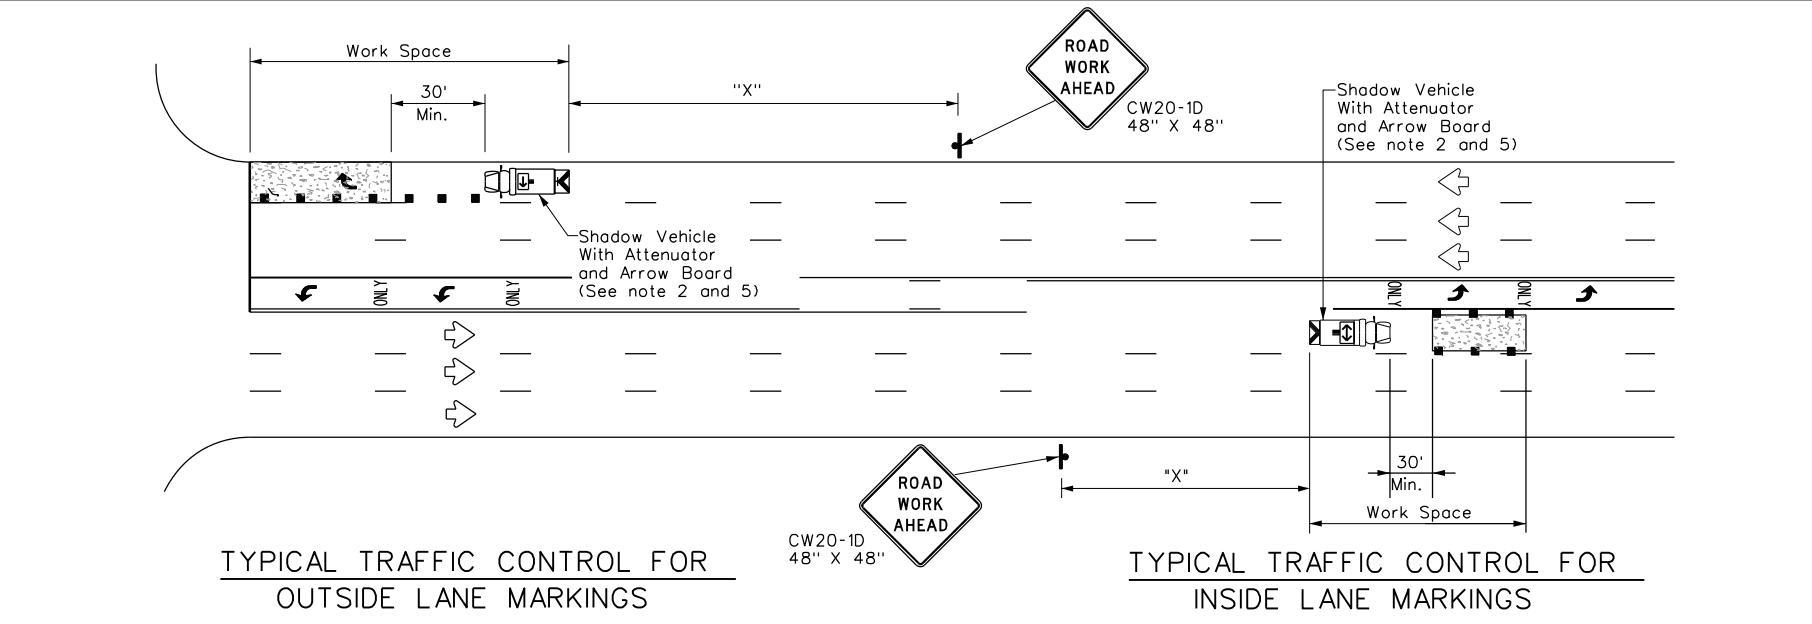 Work Space
30'
Min.
"X"
ROAD
WORK
AHEAD
CW20-1D
48" X 48"
Shadow Vehicle
With Attenuator
and Arrow Board
(See note 2 and 5)
Shadow Vehicle
With Attenuator
and Arrow Board
(See note 2 and 5)
ONLY
ONLY
ONLY
ONLY
ROAD
WORK
AHEAD
CW20-1D
48" X 48"
"X"
30'
Min.
Work Space
TYPICAL TRAFFIC CONTROL FOR
OUTSIDE LANE MARKINGS
TYPICAL TRAFFIC CONTROL FOR
INSIDE LANE MARKINGS